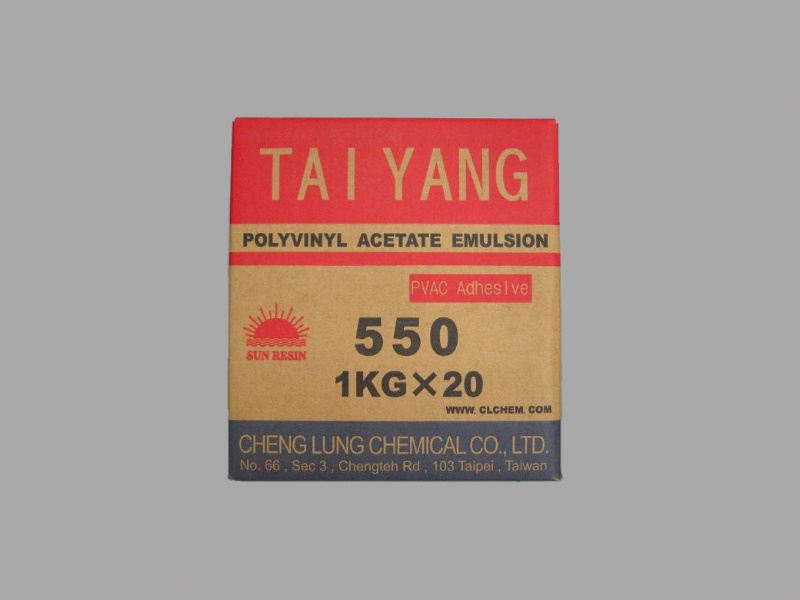 TAI YANG
POLYVINYL ACETATE EMULSION
PVAC Adhesive
SUN RESIN
550
1KG×20
WWW.CLCHEM.COM
CHENG LUNG CHEMICAL CO., LTD.
No. 66 , Sec 3 , Chengteh Rd , 103 Taipei , Taiwan